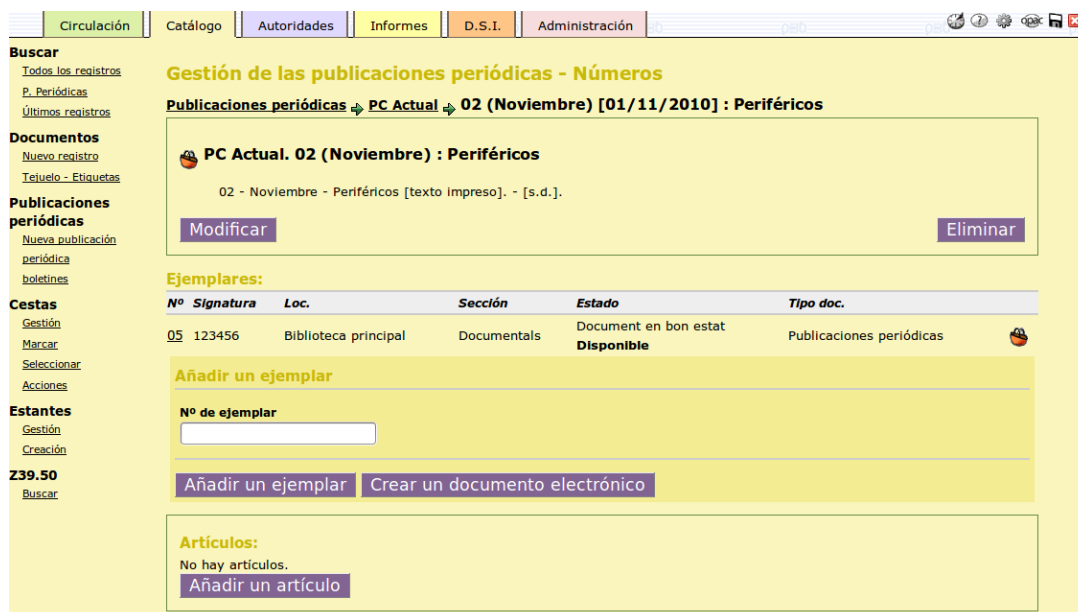 Circulación
Catálogo
Autoridades
Informes
D.S.I.
Administración
opac
Buscar
Todos los registros
P. Periódicas
Últimos registros
Documentos
Nuevo registro
Tejuelo - Etiquetas
Publicaciones
periódicas
Nueva publicación
periódica
boletines
Cestas
Gestión
Marcar
Seleccionar
Acciones
Estantes
Gestión
Creación
Z39.50
Buscar
Gestión de las publicaciones periódicas - Números
Publicaciones periódicas PC Actual 02 (Noviembre) [01/11/2010] : Periféricos
PC Actual. 02 (Noviembre) : Periféricos
02 - Noviembre - Periféricos [texto impreso]. - [s.d.].
Modificar
Eliminar
Ejemplares:
Nº Signatura Loc. Sección Estado Tipo doc.
05 123456 Biblioteca principal Documentals Document en bon estat Publicaciones periódicas
Disponible
Añadir un ejemplar
Nº de ejemplar
Añadir un ejemplar
Crear un documento electrónico
Artículos:
No hay artículos.
Añadir un artículo